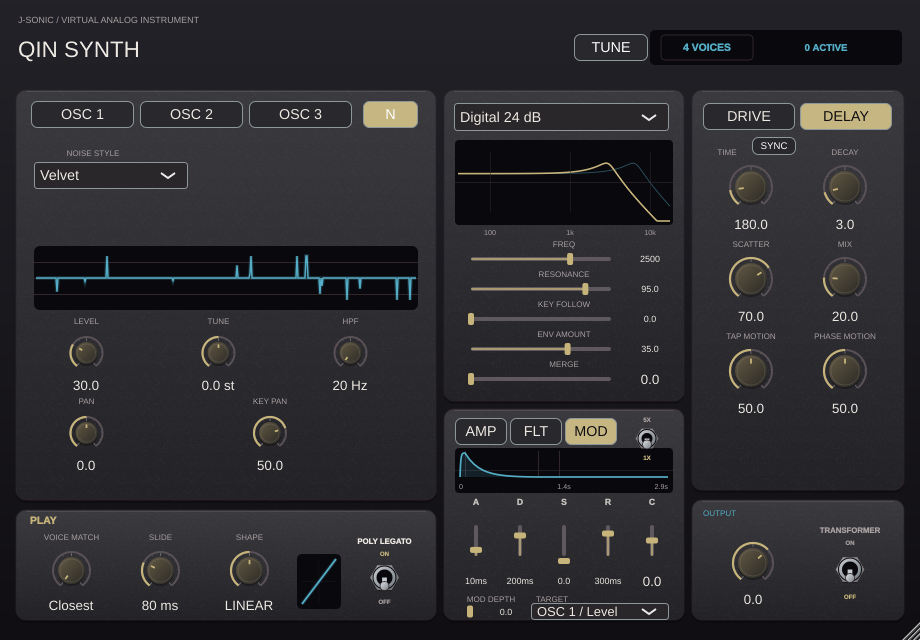 J-SONIC / VIRTUAL ANALOG INSTRUMENT
QIN SYNTH
TUNE
4 VOICES
0 ACTIVE
OSC 1
OSC 2
OSC 3
N
NOISE STYLE
Velvet
LEVEL
TUNE
HPF
30.0
0.0 st
20 Hz
PAN
KEY PAN
0.0
50.0
Digital 24 dB
100
1k
10k
FREQ
2500
RESONANCE
95.0
KEY FOLLOW
0.0
ENV AMOUNT
35.0
MERGE
0.0
DRIVE
DELAY
TIME
SYNC
DECAY
180.0
3.0
SCATTER
MIX
70.0
20.0
TAP MOTION
PHASE MOTION
50.0
50.0
AMP
FLT
MOD
5X
1X
0
1.4s
2.9s
A
D
S
R
C
10ms
200ms
0.0
300ms
0.0
MOD DEPTH
TARGET
0.0
OSC 1 / Level
PLAY
VOICE MATCH
SLIDE
SHAPE
POLY LEGATO
ON
OFF
Closest
80 ms
LINEAR
OUTPUT
TRANSFORMER
ON
OFF
0.0